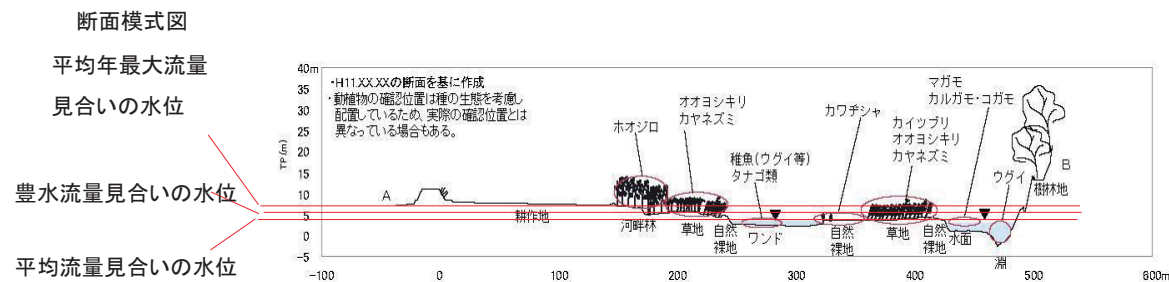 断面模式図
平均年最大流量
見合いの水位
豊水流量見合いの水位
平均流量見合いの水位
40m
35
30
25
20
15
10
5
0
-5
TP.(m)
・H11.XX.XXの断面を基に作成
・動植物の確認位置は種の生態を考慮し
配置しているため、実際の確認位置とは
異なっている場合もある。
A
ホオジロ
オオヨシキリ
カヤネズミ
稚魚(ウグイ等)
タナゴ類
カワヂシャ
カイツブリ
オオヨシキリ
カヤネズミ
マガモ
カルガモ・コガモ
ウグイ
B
樹林地
耕作地
河畔林
草地
自然
裸地
ワンド
自然
裸地
草地
自然
裸地
水面
淵
-100
0
100
200
300
400
500
600m